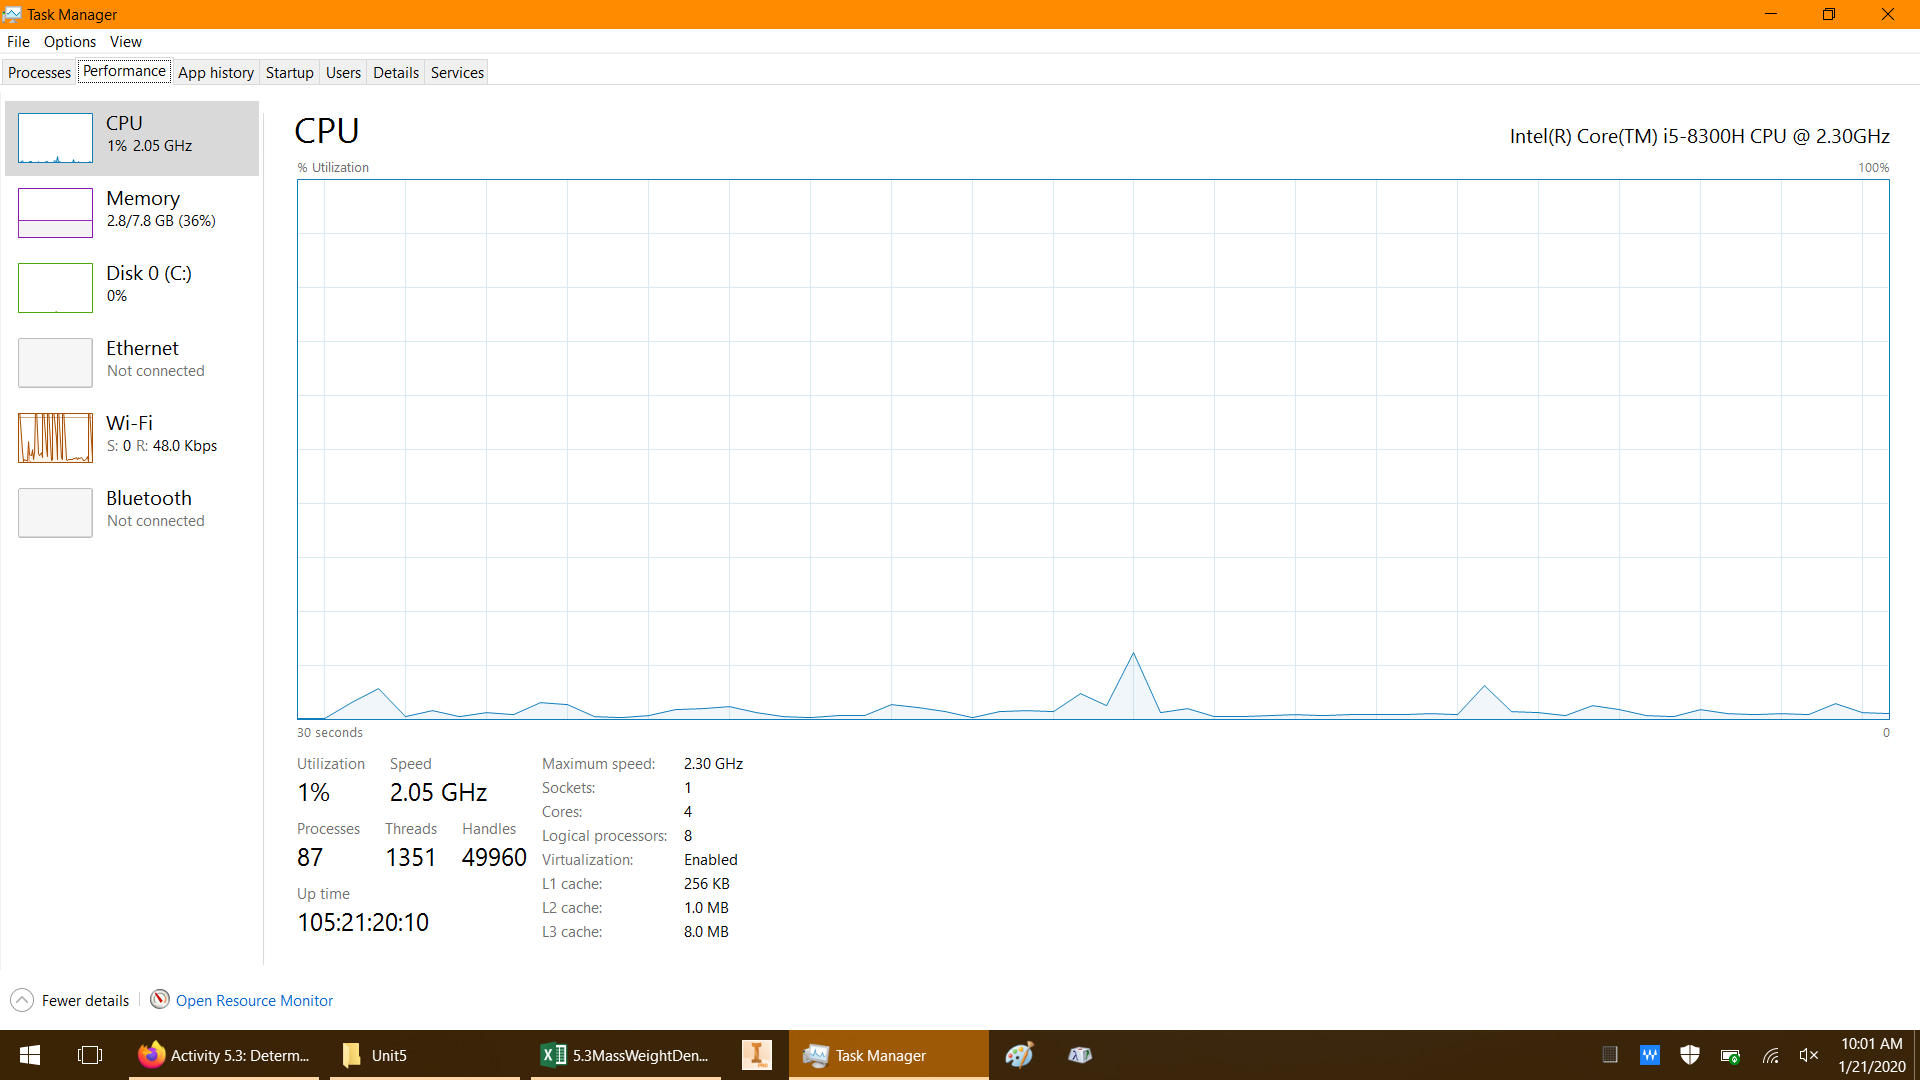 Task Manager
File Options View
Processes Performance App history Startup Users Details Services
CPU
1% 2.05 GHz
Memory
2.8/7.8 GB (36%)
Disk 0 (C:)
0%
Ethernet
Not connected
Wi-Fi
S: 0 R: 48.0 Kbps
Bluetooth
Not connected
CPU
Intel(R) Core(TM) i5-8300H CPU @ 2.30GHz
% Utilization 100%
30 seconds 0
Utilization Speed
1% 2.05 GHz
Processes Threads Handles
87 1351 49960
Up time
105:21:20:10
Maximum speed: 2.30 GHz
Sockets: 1
Cores: 4
Logical processors: 8
Virtualization: Enabled
L1 cache: 256 KB
L2 cache: 1.0 MB
L3 cache: 8.0 MB
Fewer details Open Resource Monitor
Activity 5.3: Determ... Unit5 5.3MassWeightDen... Task Manager
10:01 AM
1/21/2020